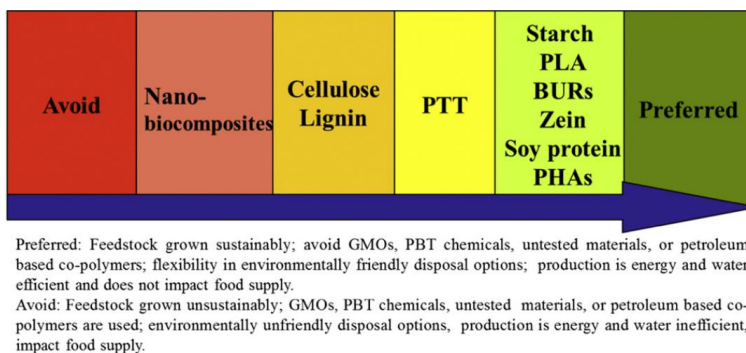 Avoid
Nano-
biocomposites
Cellulose
Lignin
PTT
Starch
PLA
BURs
Zein
Soy protein
PHAs
Preferred
Preferred: Feedstock grown sustainably; avoid GMOs, PBT chemicals, untested materials, or petroleum
based co-polymers; flexibility in environmentally friendly disposal options; production is energy and water
efficient and does not impact food supply.
Avoid: Feedstock grown unsustainably; GMOs, PBT chemicals, untested materials, or petroleum based co-
polymers are used; environmentally unfriendly disposal options, production is energy and water inefficient,
impact food supply.